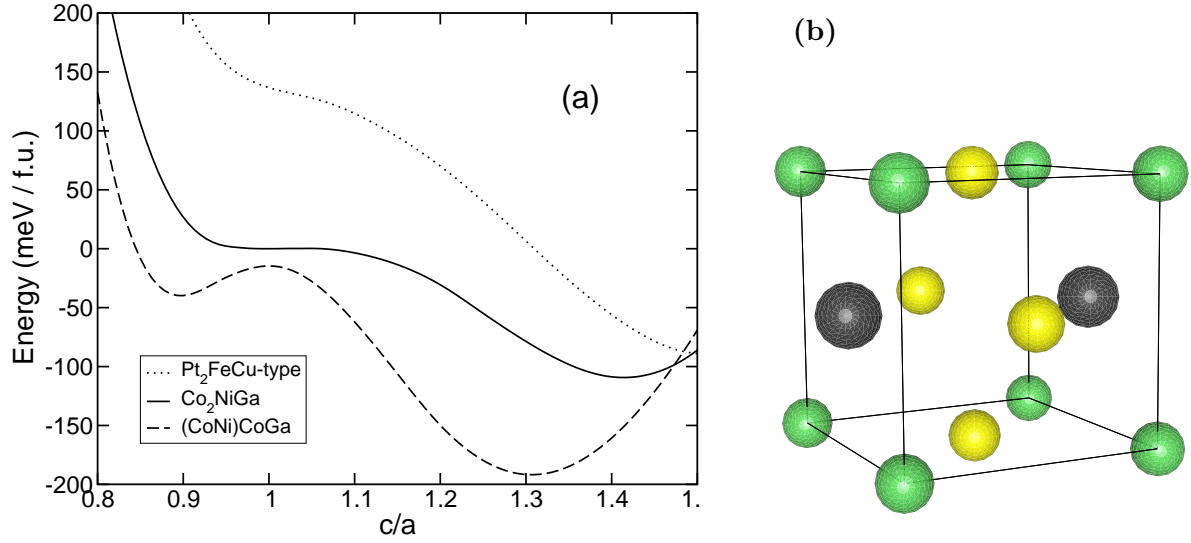 200
(b)
150
(a)
100
50
0
-50
Energy (meV / f.u.)
-100
Pt2FeCu-type
Co2NiGa
-150
(CoNi)CoGa
-200
0.8 0.9 1 1.1 1.2 1.3 1.4 1.
c/a